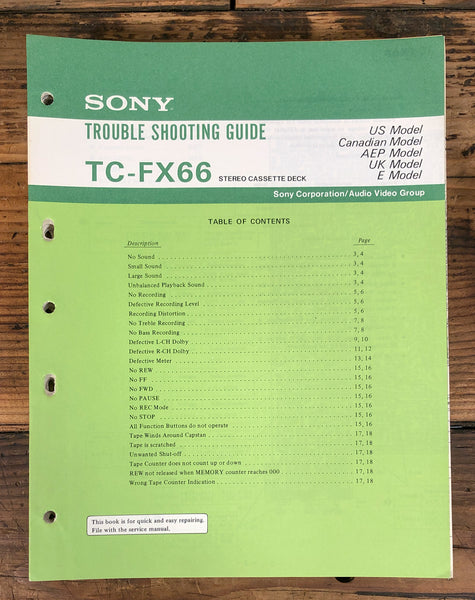 SONY
TROUBLE SHOOTING GUIDE
US Model
Canadian Model
AEP Model
UK Model
E Model
TC-FX66 STEREO CASSETTE DECK
Sony Corporation/Audio Video Group
TABLE OF CONTENTS
Description Page
No Sound 3, 4
Small Sound 3, 4
Large Sound 3, 4
Unbalanced Playback Sound 3, 4
No Recording 5, 6
Defective Recording Level 5, 6
Recording Distortion 5, 6
No Treble Recording 7, 8
No Bass Recording 7, 8
Defective L-CH Dolby 9, 10
Defective R-CH Dolby 11, 12
Defective Meter 13, 14
No REW 15, 16
No FF 15, 16
No FWD 15, 16
No PAUSE 15, 16
No REC Mode 15, 16
No STOP 15, 16
All Function Buttons do not operate 15, 16
Tape Winds Around Capstan 17, 18
Tape is scratched 17, 18
Unwanted Shut-off 17, 18
Tape Counter does not count up or down 17, 18
REW not released when MEMORY counter reaches 000 17, 18
Wrong Tape Counter Indication 17, 18
This book is for quick and easy repairing.
File with the service manual.